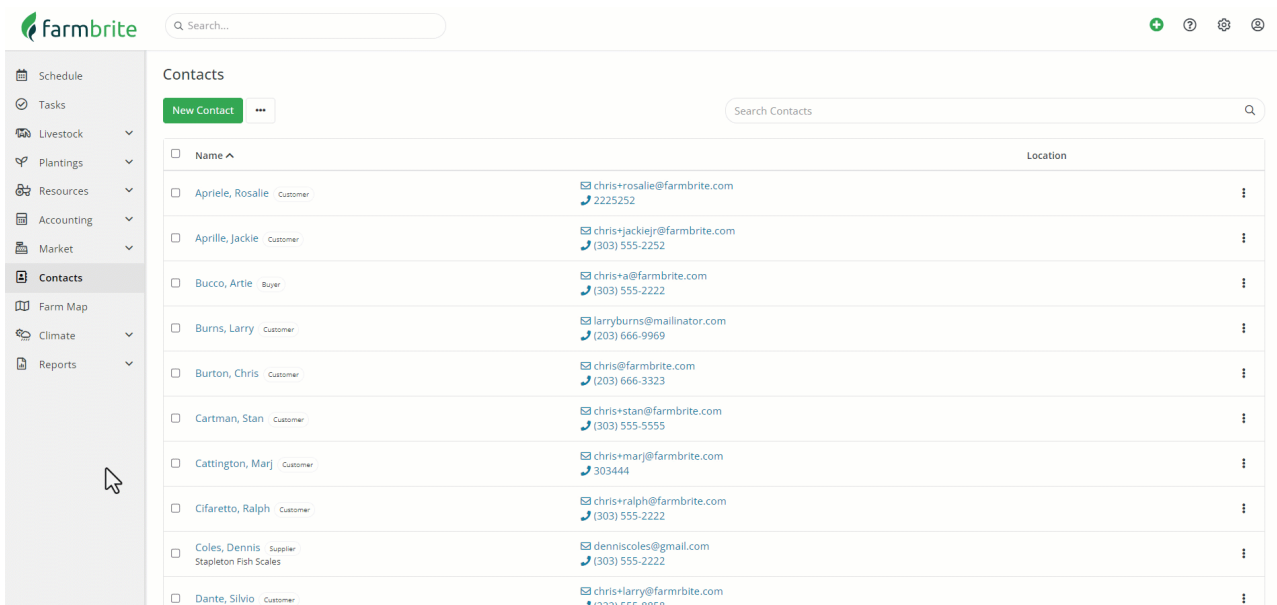 farmbrite
Search...
Schedule
Tasks
Livestock
Plantings
Resources
Accounting
Market
Contacts
Farm Map
Climate
Reports
Contacts
New Contact
Search Contacts
Name Location
Apriele, Rosalie Customer chris+rosalie@farmbrite.com
2225252
Aprille, Jackie Customer chris+jackiejr@farmbrite.com
(303) 555-2252
Bucco, Artie Buyer chris+a@farmbrite.com
(303) 555-2222
Burns, Larry Customer larryburns@mailinator.com
(203) 666-9969
Burton, Chris Customer chris@farmbrite.com
(203) 666-3323
Cartman, Stan Customer chris+stan@farmbrite.com
(303) 555-5555
Cattington, Marj Customer chris+marj@farmbrite.com
303444
Cifaretto, Ralph Customer chris+ralph@farmbrite.com
(303) 555-2222
Coles, Dennis Supplier denniscoles@gmail.com
Stapleton Fish Scales (303) 555-2222
Dante, Silvio Customer chris+larry@farmrbite.com